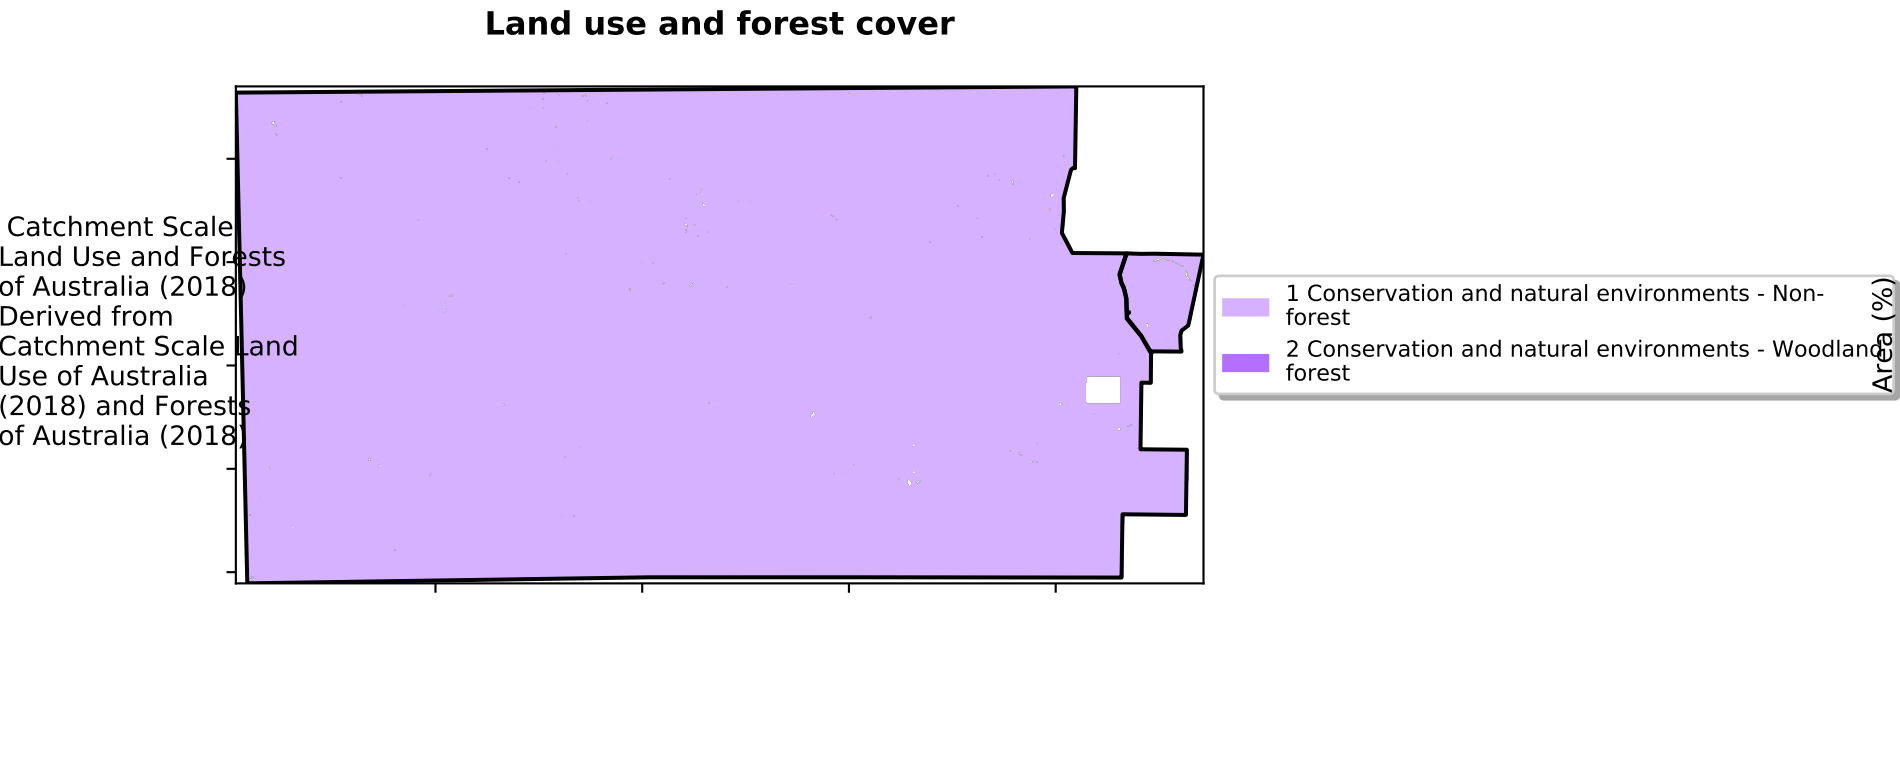 Land use and forest cover
Catchment Scale
Land Use and Forests
of Australia (2018)
Derived from
Catchment Scale Land
Use of Australia
(2018) and Forests
of Australia (2018)
1 Conservation and natural environments - Non-
forest
2 Conservation and natural environments - Woodland
forest
Area (%)